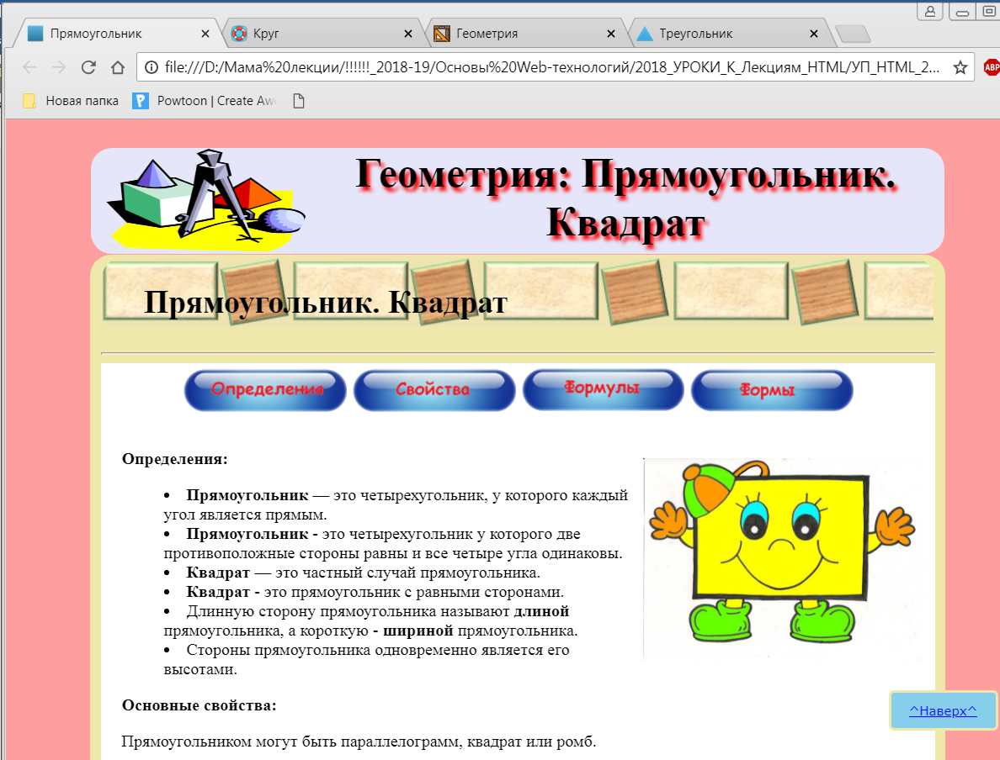 Прямоугольник Круг Геометрия Треугольник
file:///D:/Мама%20лекции/!!!!!!_2018-19/Основы%20Web-технологий/2018_УРОКИ_К_Лекциям_HTML/УП_HTML_2...
ABP
Новая папка Powtoon | Create Aw
Геометрия: Прямоугольник.
Квадрат
Прямоугольник. Квадрат
Определения Свойства Формулы Формы
Определения:
• Прямоугольник — это четырехугольник, у которого каждый
угол является прямым.
• Прямоугольник - это четырехугольник у которого две
противоположные стороны равны и все четыре угла одинаковы.
• Квадрат — это частный случай прямоугольника.
• Квадрат - это прямоугольник с равными сторонами.
• Длинную сторону прямоугольника называют длиной
прямоугольника, а короткую - шириной прямоугольника.
• Стороны прямоугольника одновременно является его
высотами.
^Наверх^
Основные свойства:
Прямоугольником могут быть параллелограмм, квадрат или ромб.